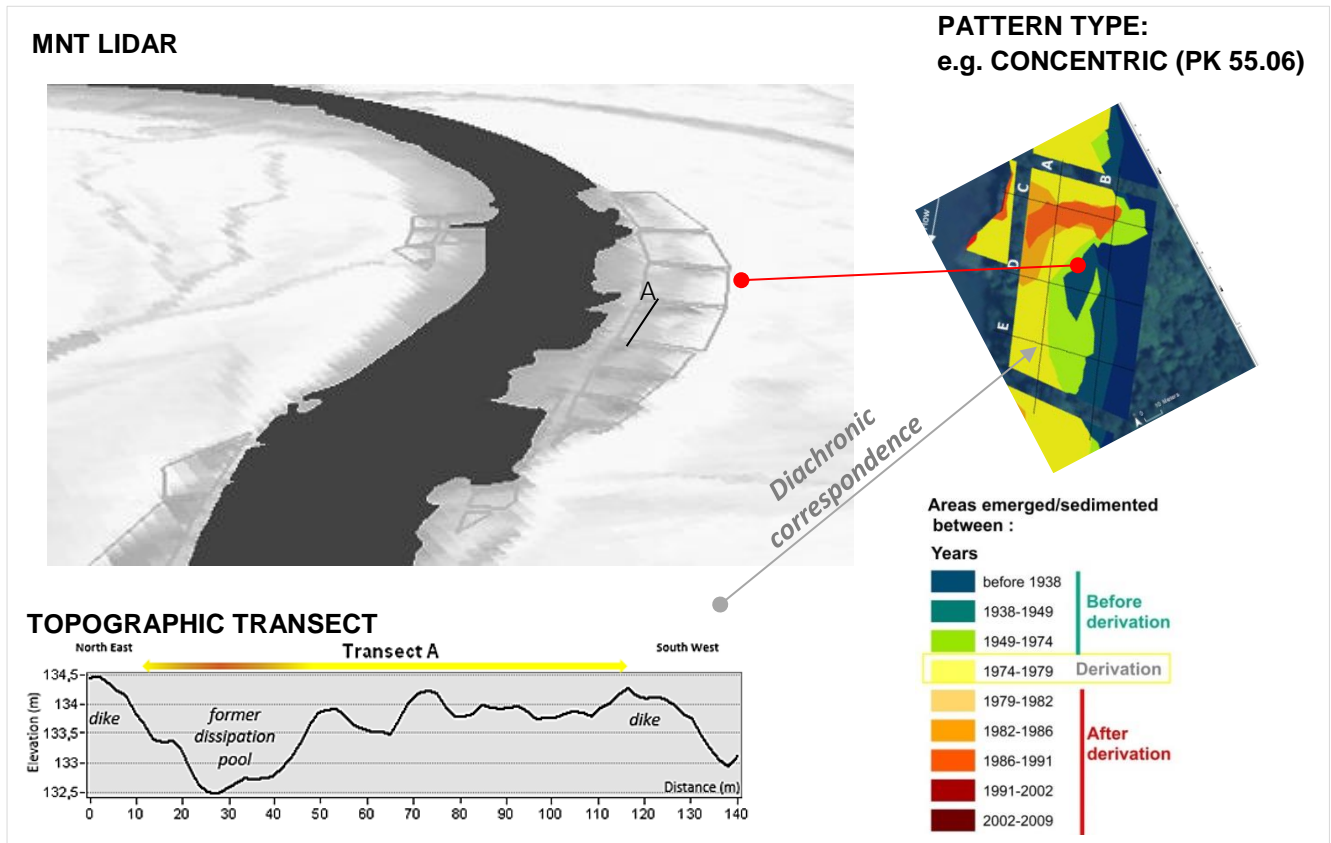 MNT LIDAR
PATTERN TYPE:
e.g. CONCENTRIC (PK 55.06)
A
A
B
C
D
E
10 Meters
Diachronic
correspondence
TOPOGRAPHIC TRANSECT
North East
Transect A
South West
Elevation (m)
134,5
134
133,5
133
132,5
dike
former
dissipation
pool
dike
Distance (m)
0 10 20 30 40 50 60 70 80 90 100 110 120 130 140
Areas emerged/sedimented
between :
Years
before 1938
1938-1949
1949-1974
1974-1979
1979-1982
1982-1986
1986-1991
1991-2002
2002-2009
Before
derivation
Derivation
After
derivation